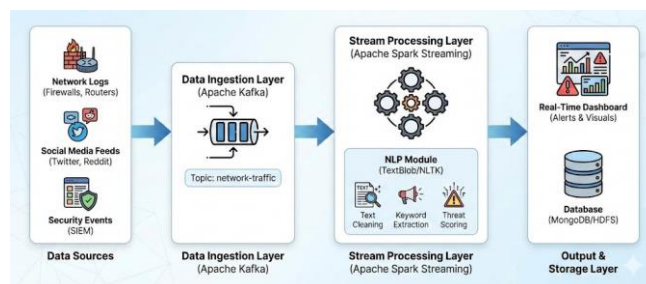 Network Logs
(Firewalls, Routers)
Social Media Feeds
(Twitter, Reddit)
Security Events
(SIEM)
Data Sources
Data Ingestion Layer
(Apache Kafka)
Topic: network-traffic
Data Ingestion Layer
(Apache Kafka)
Stream Processing Layer
(Apache Spark Streaming)
NLP Module
(TextBlob/NLTK)
TEXT
Text
Cleaning
Keyword
Extraction
Threat
Scoring
Stream Processing Layer
(Apache Spark Streaming)
Real-Time Dashboard
(Alerts & Visuals)
Database
(MongoDB/HDFS)
Output &
Storage Layer